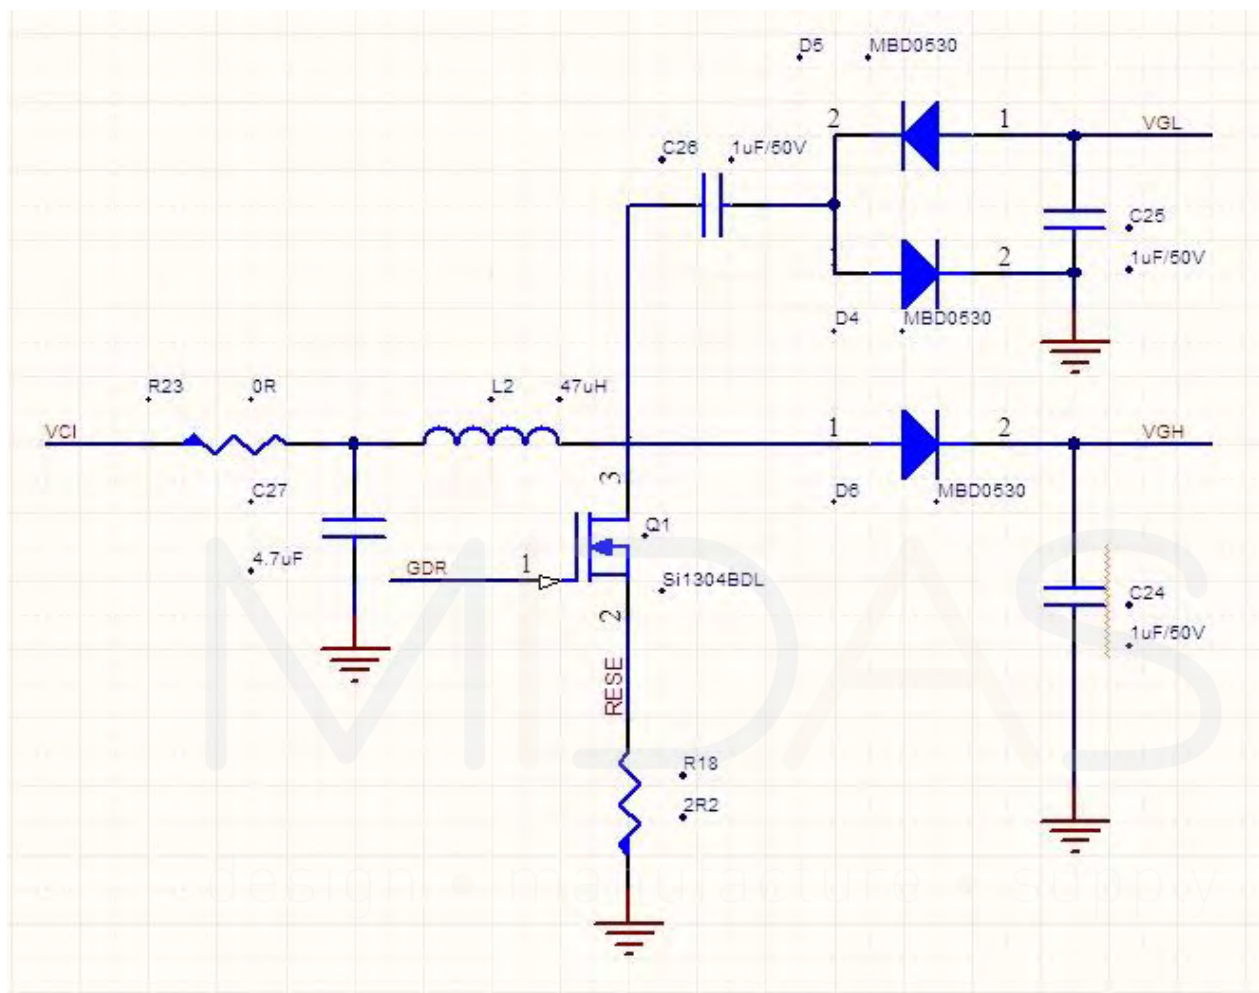 D5 MBD0530
2 1 VGL
C26 1uF/50V
C25
1 2
1uF/50V
D4 MBD0530
R23 0R L2 47uH
VCI 1 2 VGH
3
C27 D6 MBD0530
Q1
4.7uF GDR 1
Si1304BDL
C24
2
1uF/50V
RESE
MIDAS
R18
2R2
design • manufacture • supply